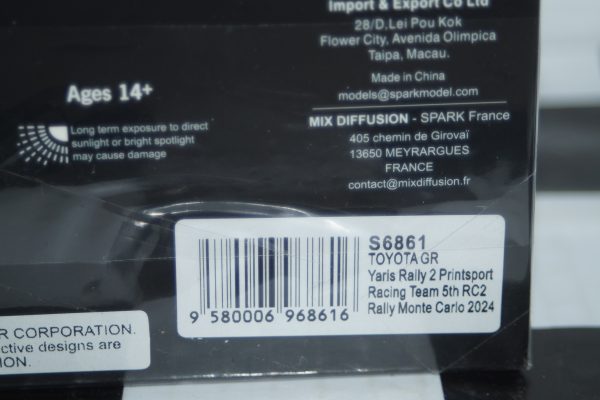 Import & Export Co Ltd
28/D,Lei Pou Kok
Flower City, Avenida Olimpica
Taipa, Macau.
Made in China
models@sparkmodel.com
MIX DIFFUSION - SPARK France
405 chemin de Girovaï
13650 MEYRARGUES
FRANCE
contact@mixdiffusion.fr
Ages 14+
Long term exposure to direct
sunlight or bright spotlight
may cause damage
S6861
TOYOTA GR
Yaris Rally 2 Printsport
Racing Team 5th RC2
Rally Monte Carlo 2024
9 580006 968616
R CORPORATION.
ctive designs are
ION.